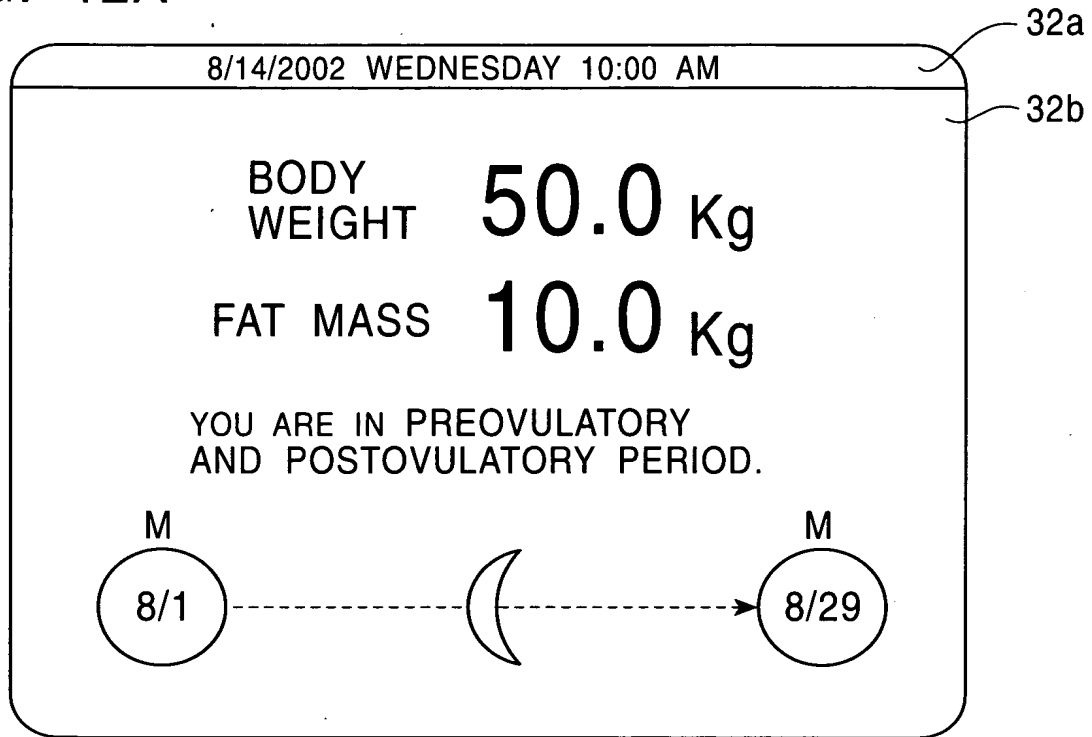 12A
32a
8/14/2002 WEDNESDAY 10:00 AM
32b
BODY
WEIGHT 50.0 Kg
FAT MASS 10.0 Kg
YOU ARE IN PREOVULATORY
AND POSTOVULATORY PERIOD.
M M
8/1 8/29